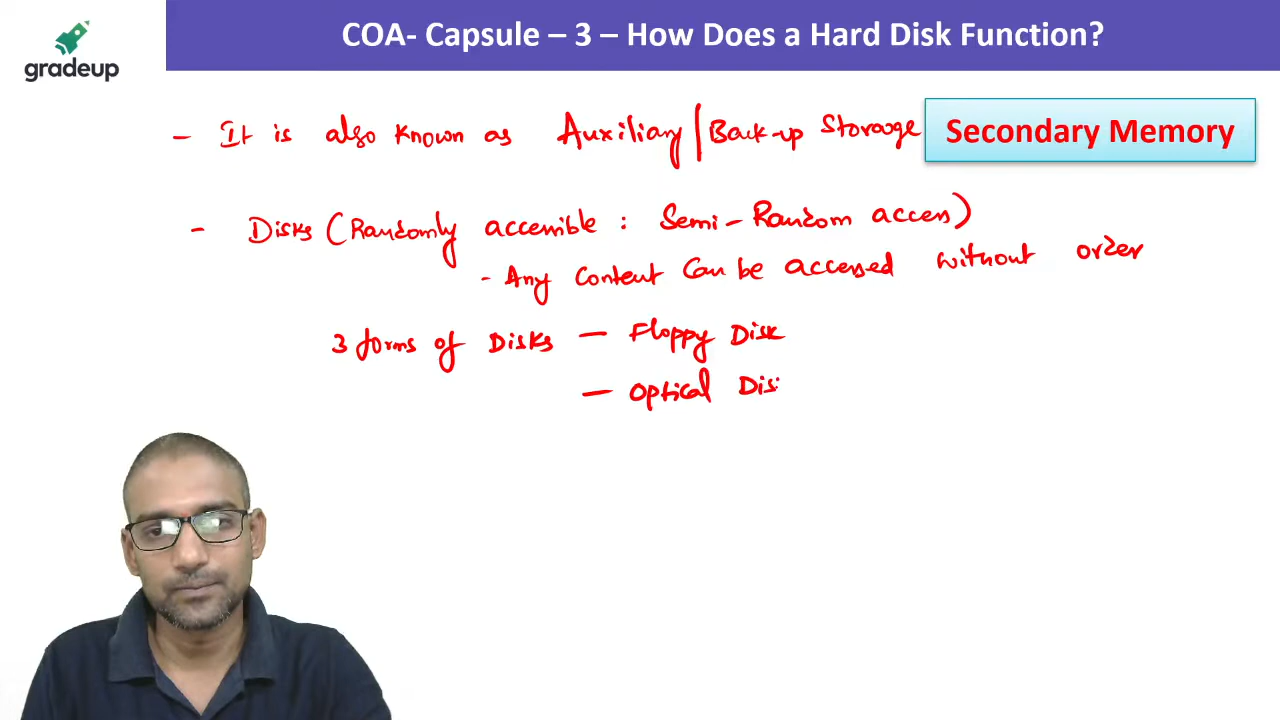 COA- Capsule – 3 – How Does a Hard Disk Function?
gradeup
- It is also known as Auxiliary/Back-up Storage
Secondary Memory
- Disks (Randomly accessible : Semi-Random access)
- Any Content Can be accessed without order
3 forms of Disks — Floppy Disk
— Optical Dis